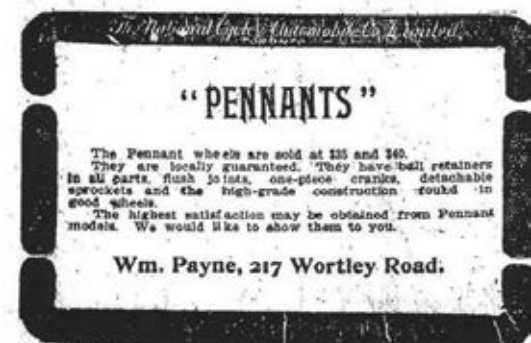 The National Cycle & Automobile Co. Limited.
"PENNANTS"
The Pennant wheels are sold at $35 and $40.
They are locally guaranteed. They have ball retainers
in all parts, flush joints, one-piece cranks, detachable
sprockets and the high-grade construction found in
good wheels.
The highest satisfaction may be obtained from Pennant
models. We would like to show them to you.
Wm. Payne, 217 Wortley Road.